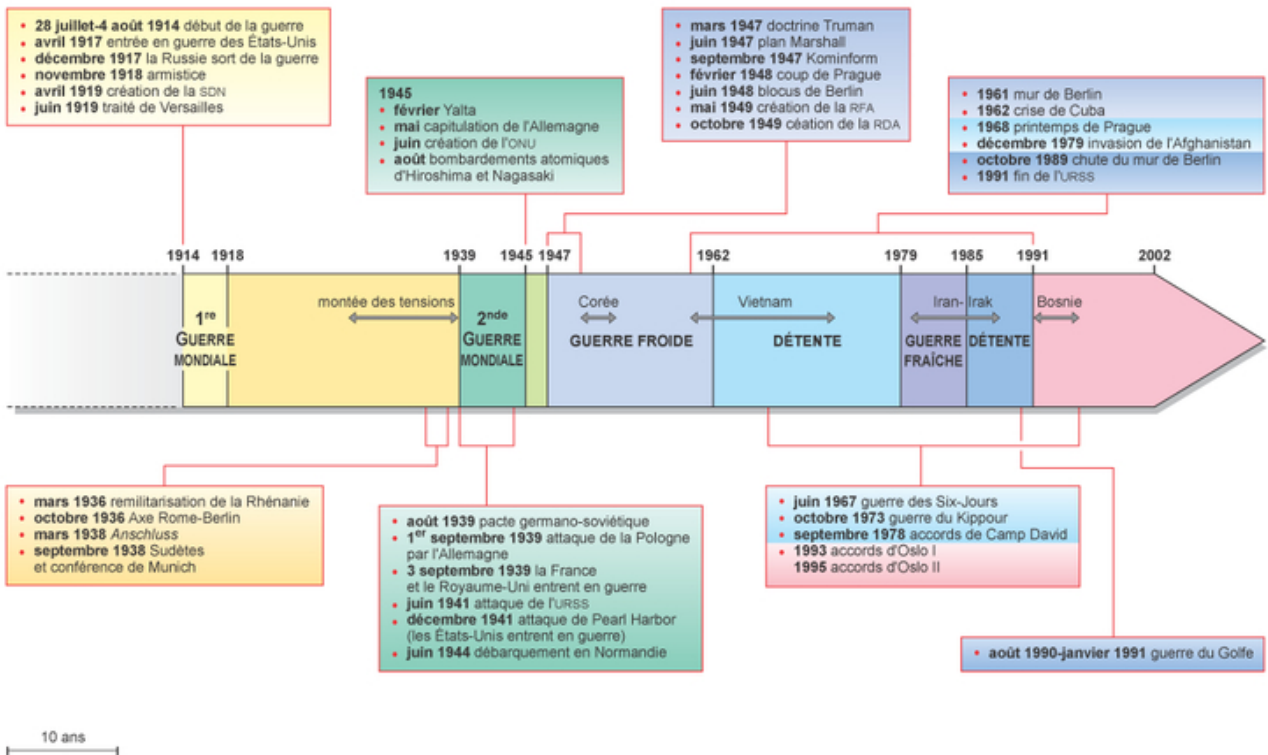 28 juillet-4 août 1914 début de la guerre
avril 1917 entrée en guerre des États-Unis
décembre 1917 la Russie sort de la guerre
novembre 1918 armistice
avril 1919 création de la SDN
juin 1919 traité de Versailles
1945
février Yalta
mai capitulation de l'Allemagne
juin création de l'ONU
août bombardements atomiques
d'Hiroshima et Nagasaki
mars 1947 doctrine Truman
juin 1947 plan Marshall
septembre 1947 Kominform
février 1948 coup de Prague
juin 1948 blocus de Berlin
mai 1949 création de la RFA
octobre 1949 céation de la RDA
1961 mur de Berlin
1962 crise de Cuba
1968 printemps de Prague
décembre 1979 invasion de l'Afghanistan
octobre 1989 chute du mur de Berlin
1991 fin de l'URSS
1914 1918 1939 1945 1947 1962 1979 1985 1991 2002
montée des tensions Corée Vietnam Iran-Irak Bosnie
1re
GUERRE
MONDIALE
2nde
GUERRE
MONDIALE
GUERRE FROIDE
DÉTENTE
GUERRE
FRAÎCHE
DÉTENTE
mars 1936 remilitarisation de la Rhénanie
octobre 1936 Axe Rome-Berlin
mars 1938 Anschluss
septembre 1938 Sudètes
et conférence de Munich
août 1939 pacte germano-soviétique
1er septembre 1939 attaque de la Pologne
par l'Allemagne
3 septembre 1939 la France
et le Royaume-Uni entrent en guerre
juin 1941 attaque de l'URSS
décembre 1941 attaque de Pearl Harbor
(les États-Unis entrent en guerre)
juin 1944 débarquement en Normandie
juin 1967 guerre des Six-Jours
octobre 1973 guerre du Kippour
septembre 1978 accords de Camp David
1993 accords d'Oslo I
1995 accords d'Oslo II
août 1990-janvier 1991 guerre du Golfe
10 ans